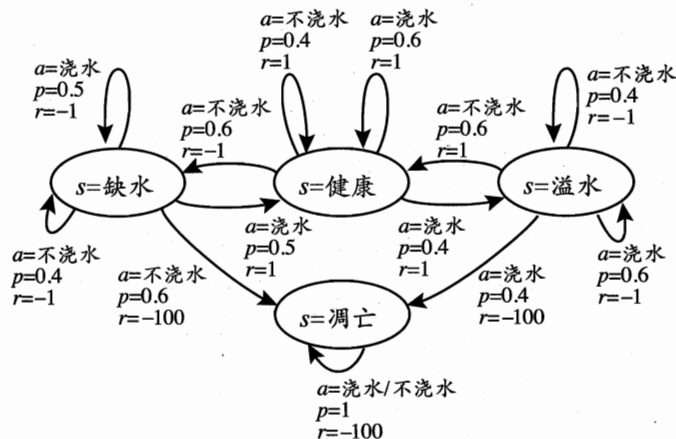 a=不浇水
p=0.4
r=1
a=浇水
p=0.6
r=1
a=浇水
p=0.5
r=-1
a=不浇水
p=0.6
r=-1
a=不浇水
p=0.6
r=1
a=不浇水
p=0.4
r=-1
s=缺水
s=健康
s=溢水
a=不浇水
p=0.4
r=-1
a=不浇水
p=0.6
r=-100
a=浇水
p=0.5
r=1
a=浇水
p=0.4
r=1
a=浇水
p=0.4
r=-100
a=浇水
p=0.6
r=-1
s=凋亡
a=浇水/不浇水
p=1
r=-100